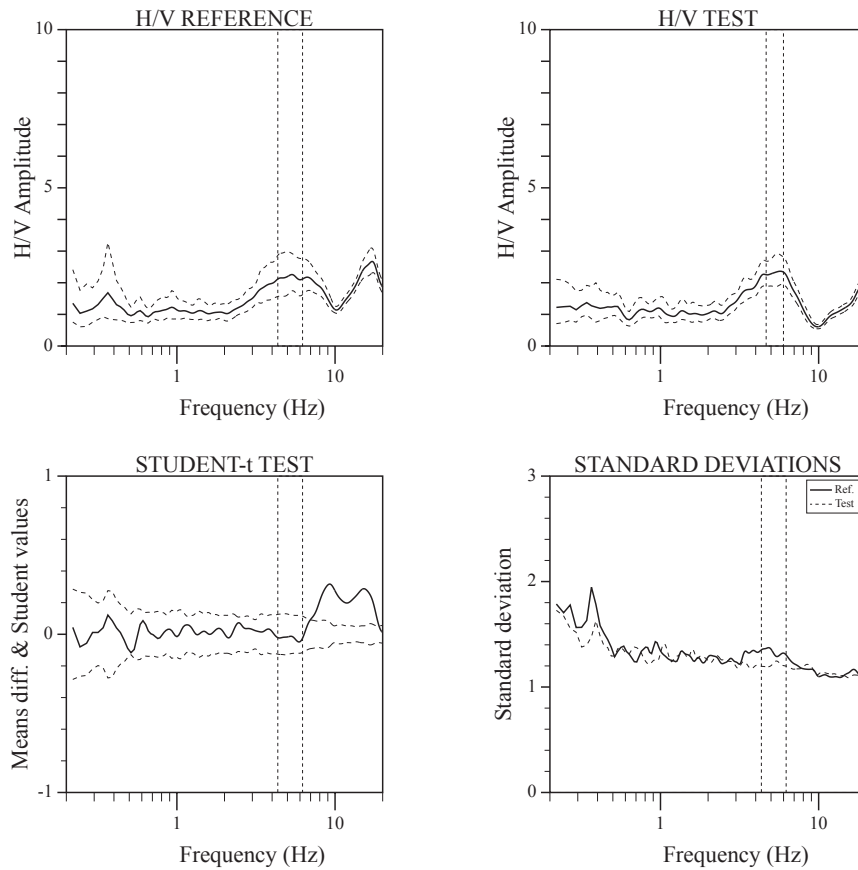 H/V REFERENCE
10
5
0
H/V Amplitude
1
10
Frequency (Hz)
H/V TEST
10
5
0
H/V Amplitude
1
10
Frequency (Hz)
STUDENT-t TEST
1
0
-1
Means diff. & Student values
1
10
Frequency (Hz)
STANDARD DEVIATIONS
Ref.
Test
3
2
1
0
Standard deviation
1
10
Frequency (Hz)